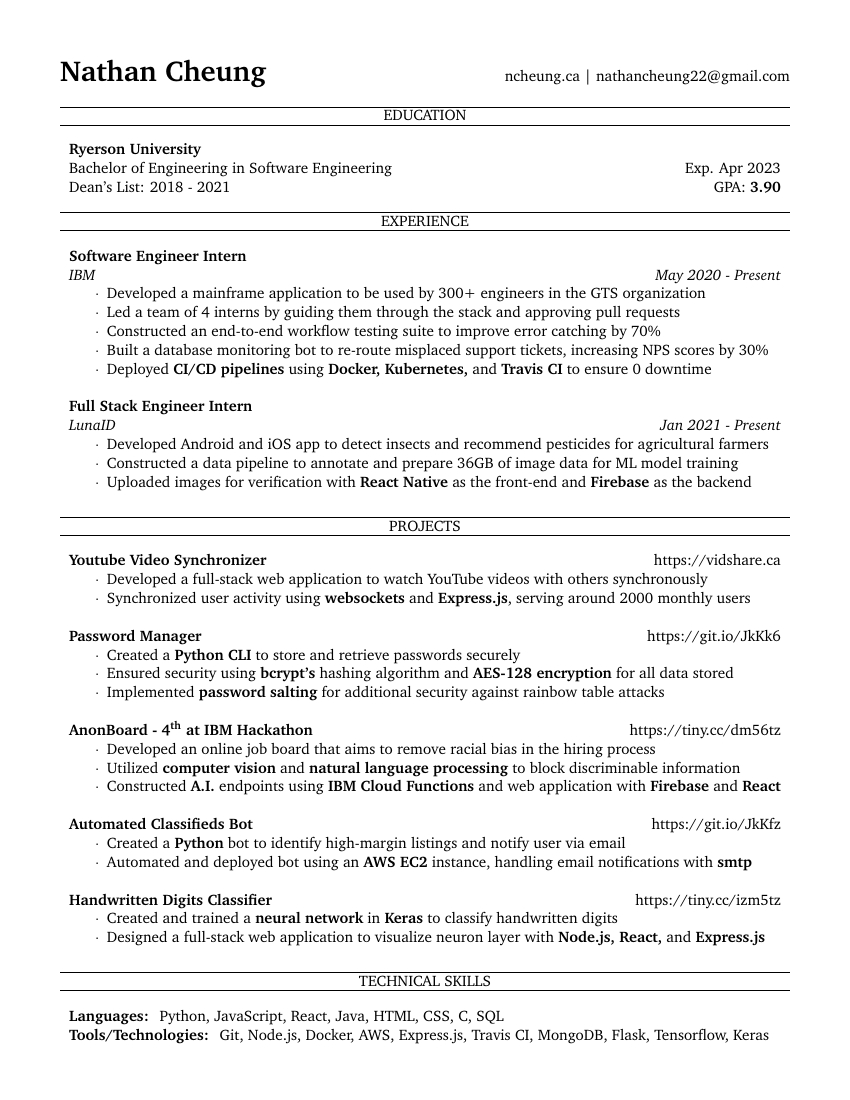 Nathan Cheung
ncheung.ca | nathancheung22@gmail.com
EDUCATION
Ryerson University
Bachelor of Engineering in Software Engineering Exp. Apr 2023
Dean's List: 2018 - 2021 GPA: 3.90
EXPERIENCE
Software Engineer Intern
IBM May 2020 - Present
· Developed a mainframe application to be used by 300+ engineers in the GTS organization
· Led a team of 4 interns by guiding them through the stack and approving pull requests
· Constructed an end-to-end workflow testing suite to improve error catching by 70%
· Built a database monitoring bot to re-route misplaced support tickets, increasing NPS scores by 30%
· Deployed CI/CD pipelines using Docker, Kubernetes, and Travis CI to ensure 0 downtime
Full Stack Engineer Intern
LunaID Jan 2021 - Present
· Developed Android and iOS app to detect insects and recommend pesticides for agricultural farmers
· Constructed a data pipeline to annotate and prepare 36GB of image data for ML model training
· Uploaded images for verification with React Native as the front-end and Firebase as the backend
PROJECTS
Youtube Video Synchronizer https://vidshare.ca
· Developed a full-stack web application to watch YouTube videos with others synchronously
· Synchronized user activity using websockets and Express.js, serving around 2000 monthly users
Password Manager https://git.io/JkKk6
· Created a Python CLI to store and retrieve passwords securely
· Ensured security using bcrypt's hashing algorithm and AES-128 encryption for all data stored
· Implemented password salting for additional security against rainbow table attacks
AnonBoard - 4th at IBM Hackathon https://tiny.cc/dm56tz
· Developed an online job board that aims to remove racial bias in the hiring process
· Utilized computer vision and natural language processing to block discriminable information
· Constructed A.I. endpoints using IBM Cloud Functions and web application with Firebase and React
Automated Classifieds Bot https://git.io/JkKfz
· Created a Python bot to identify high-margin listings and notify user via email
· Automated and deployed bot using an AWS EC2 instance, handling email notifications with smtp
Handwritten Digits Classifier https://tiny.cc/izm5tz
· Created and trained a neural network in Keras to classify handwritten digits
· Designed a full-stack web application to visualize neuron layer with Node.js, React, and Express.js
TECHNICAL SKILLS
Languages: Python, JavaScript, React, Java, HTML, CSS, C, SQL
Tools/Technologies: Git, Node.js, Docker, AWS, Express.js, Travis CI, MongoDB, Flask, Tensorflow, Keras